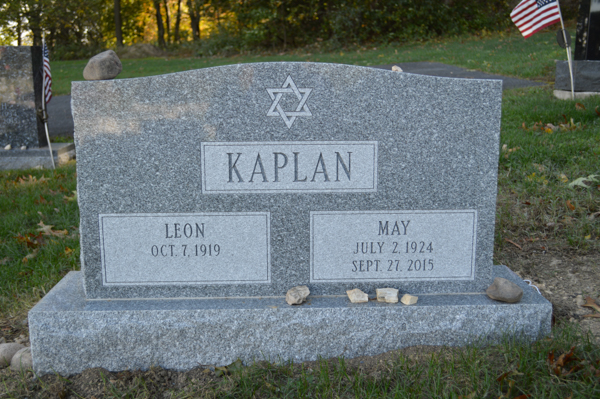 KAPLAN
LEON
OCT. 7, 1919
MAY
JULY 2, 1924
SEPT. 27, 2015